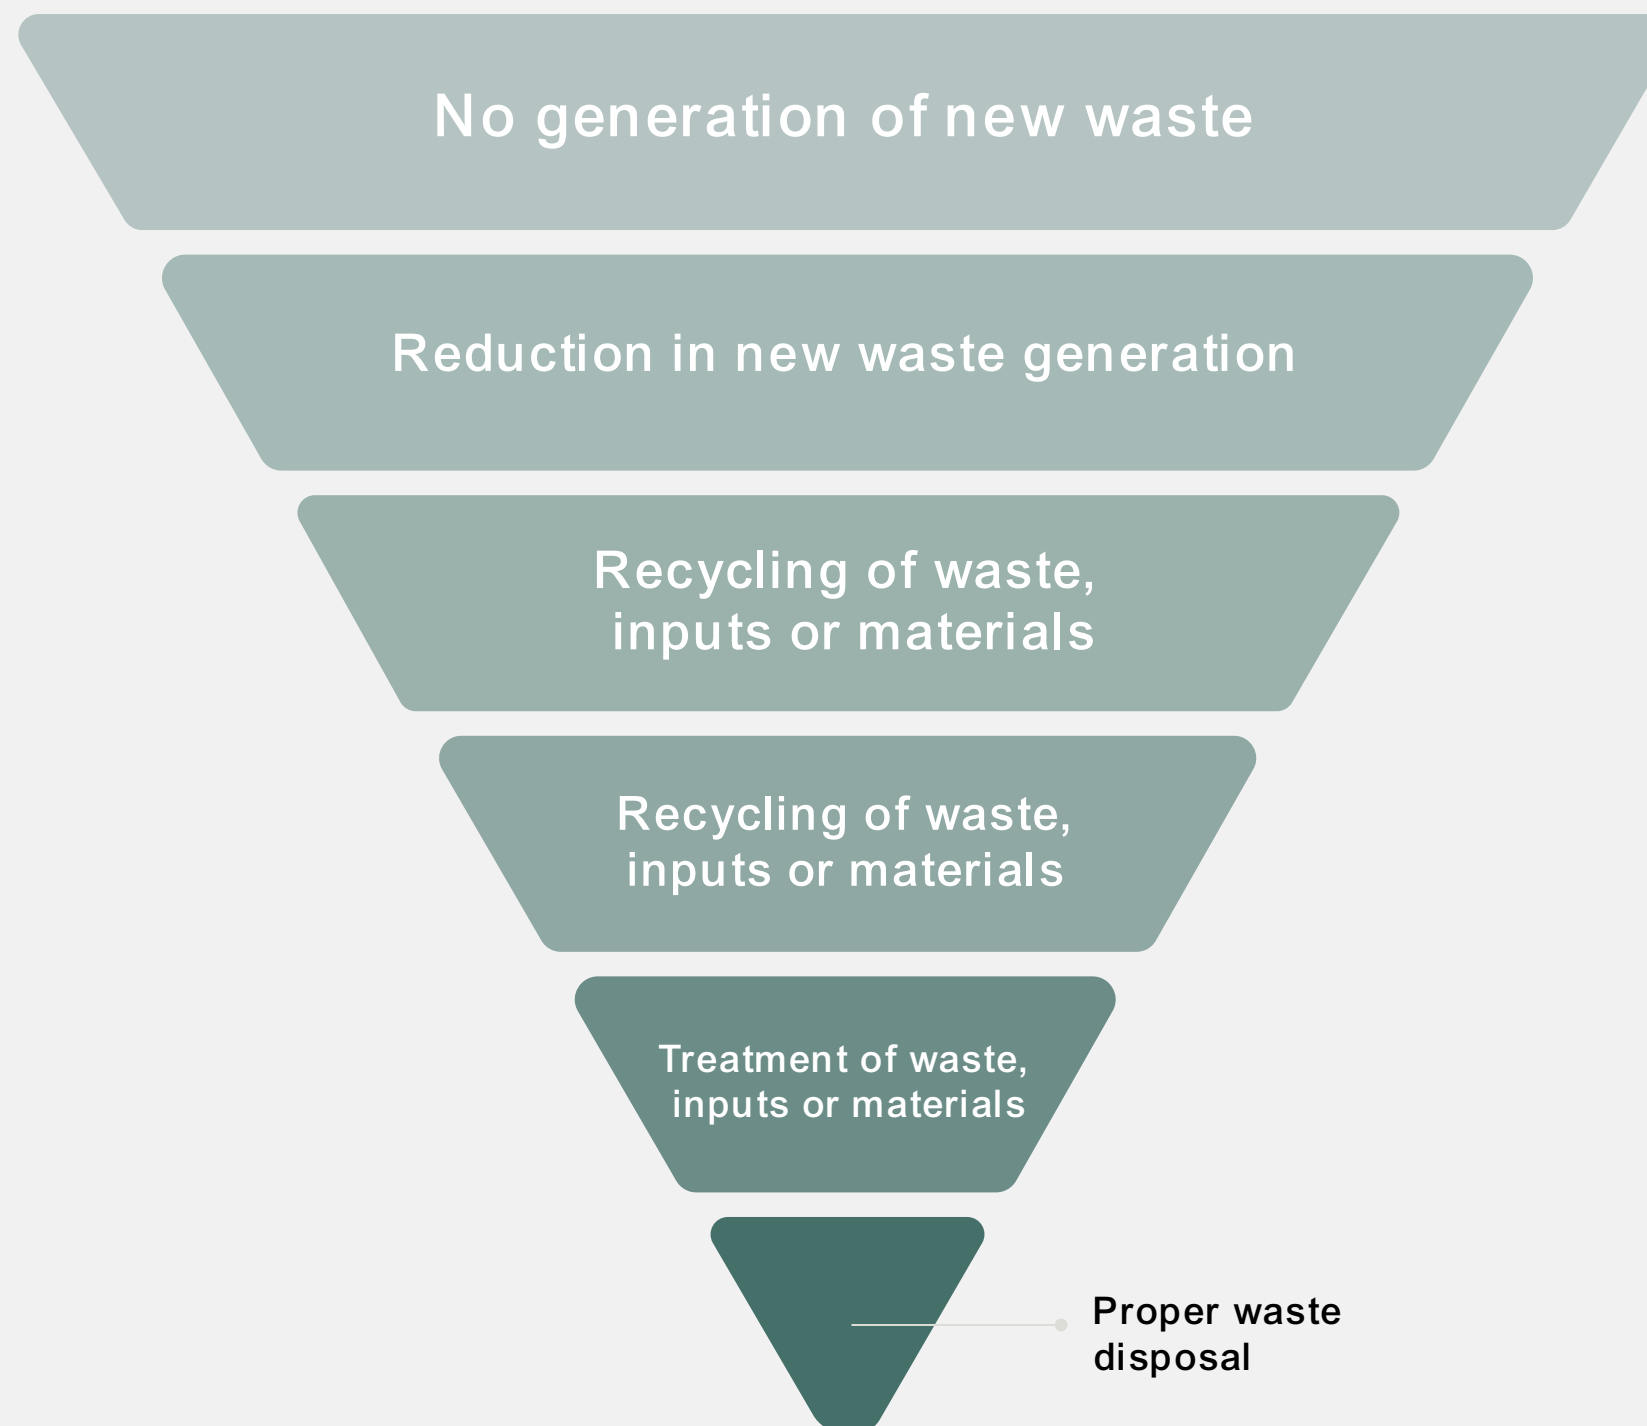 No generation of new waste
Reduction in new waste generation
Recycling of waste,
inputs or materials
Recycling of waste,
inputs or materials
Treatment of waste,
inputs or materials
Proper waste
disposal